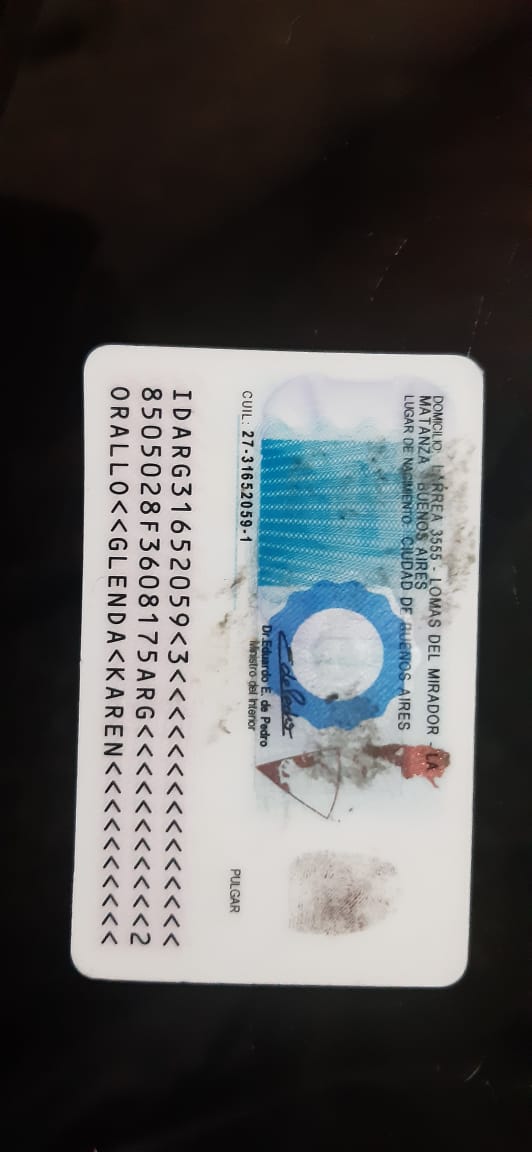 DOMICILIO: LARREA 3555 - LOMAS DEL MIRADOR - LA
MATANZA - BUENOS AIRES
LUGAR DE NACIMIENTO: CIUDAD DE BUENOS AIRES
Dr. Eduardo E. de Pedro
Ministro del Interior
CUIL: 27-31652059-1
PULGAR
IDARG31652059<3<<<<<<<<<<<<<<<
8505028F3608175ARG<<<<<<<<<<<2
ORALLO<<GLENDA<KAREN<<<<<<<<<<